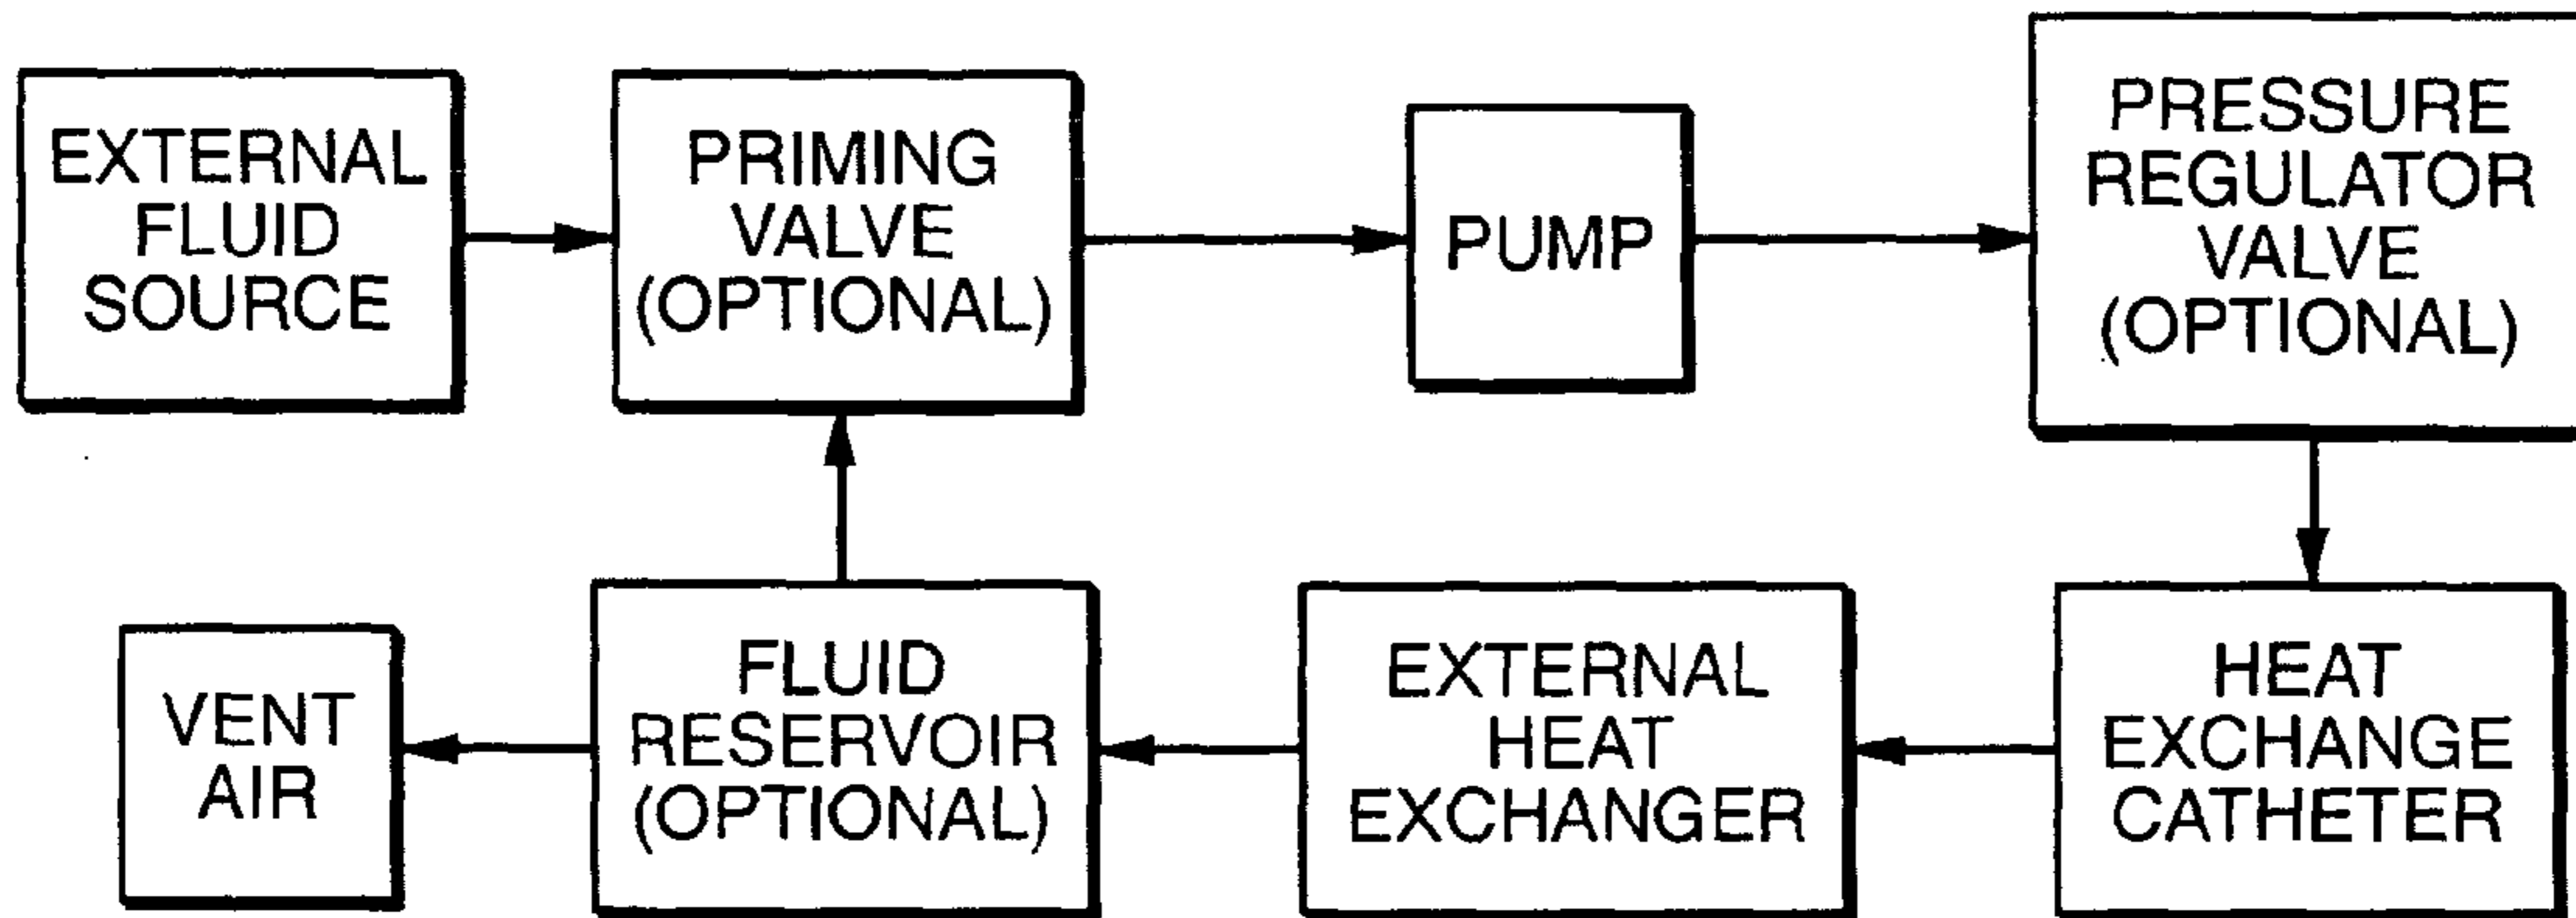 EXTERNAL
FLUID
SOURCE
PRIMING
VALVE
(OPTIONAL)
PUMP
PRESSURE
REGULATOR
VALVE
(OPTIONAL)
VENT
AIR
FLUID
RESERVOIR
(OPTIONAL)
EXTERNAL
HEAT
EXCHANGER
HEAT
EXCHANGE
CATHETER